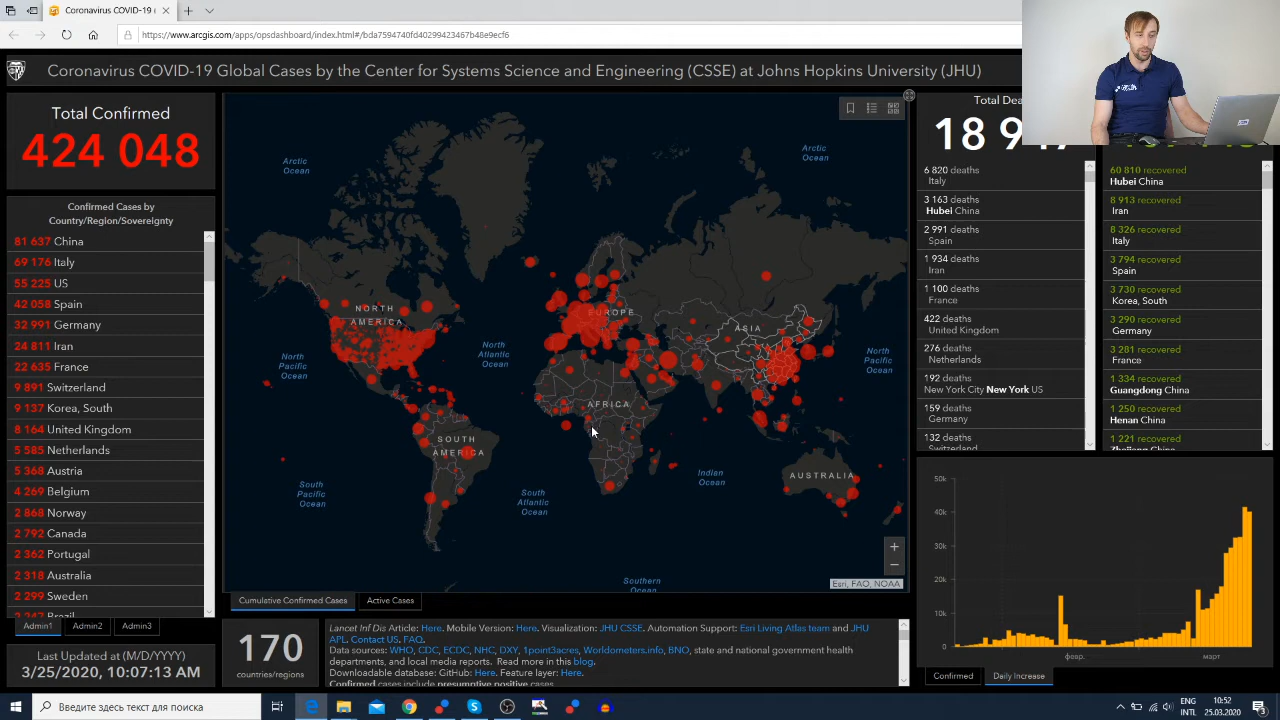 Coronavirus COVID-19
https://www.arcgis.com/apps/opsdashboard/index.html#/bda7594740fd40299423467b48e9ecf6
Coronavirus COVID-19 Global Cases by the Center for Systems Science and Engineering (CSSE) at Johns Hopkins University (JHU)
Total Confirmed
424 048
Confirmed Cases by
Country/Region/Sovereignty
81 637 China
69 176 Italy
55 225 US
42 058 Spain
32 991 Germany
24 811 Iran
22 635 France
9 891 Switzerland
9 137 Korea, South
8 164 United Kingdom
5 585 Netherlands
5 368 Austria
4 269 Belgium
2 868 Norway
2 792 Canada
2 362 Portugal
2 318 Australia
2 299 Sweden
2 247 Brazil
Admin1 Admin2 Admin3
Last Updated at (M/D/YYYY)
3/25/2020, 10:07:13 AM
Arctic
Ocean
Arctic
Ocean
NORTH
AMERICA
EUROPE
ASIA
North
Pacific
Ocean
North
Atlantic
Ocean
North
Pacific
Ocean
AFRICA
SOUTH
AMERICA
South
Pacific
Ocean
South
Atlantic
Ocean
Indian
Ocean
AUSTRALIA
Southern
Ocean
+
−
Esri, FAO, NOAA
Cumulative Confirmed Cases Active Cases
170
countries/regions
Lancet Inf Dis Article: Here. Mobile Version: Here. Visualization: JHU CSSE. Automation Support: Esri Living Atlas team and JHU
APL. Contact US. FAQ.
Data sources: WHO, CDC, ECDC, NHC, DXY, 1point3acres, Worldometers.info, BNO, state and national government health
departments, and local media reports. Read more in this blog.
Downloadable database: GitHub: Here. Feature layer: Here.
Confirmed cases include presumptive positive cases.
Total
18
6 820 deaths
Italy
3 163 deaths
Hubei China
2 991 deaths
Spain
1 934 deaths
Iran
1 100 deaths
France
422 deaths
United Kingdom
276 deaths
Netherlands
192 deaths
New York City New York US
159 deaths
Germany
132 deaths
Switzerland
60 810 recovered
Hubei China
8 913 recovered
Iran
8 326 recovered
Italy
3 794 recovered
Spain
3 730 recovered
Korea, South
3 290 recovered
Germany
3 281 recovered
France
1 334 recovered
Guangdong China
1 250 recovered
Henan China
1 221 recovered
Zhejiang China
50k
40k
30k
20k
10k
0
февр. март
Confirmed Daily Increase
Введите здесь текст для поиска
ENG
INTL
10:52
25.03.2020